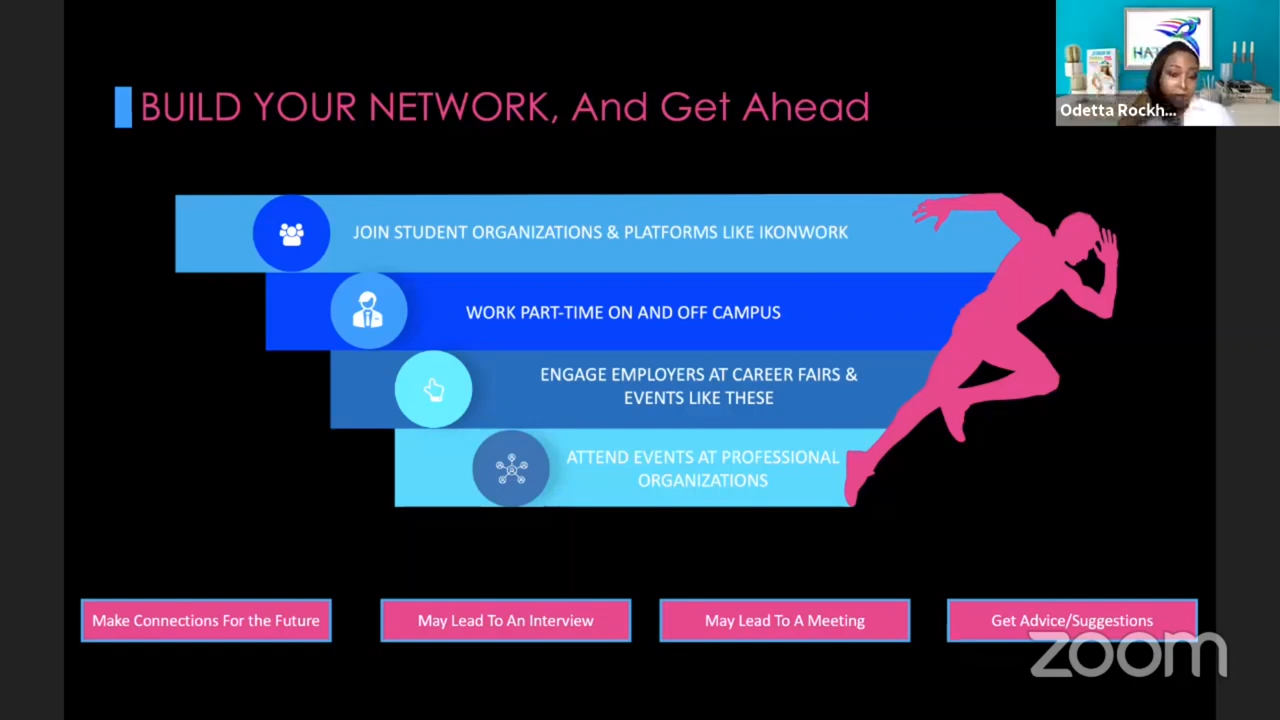 BUILD YOUR NETWORK, And Get Ahead
Odetta Rockh...
JOIN STUDENT ORGANIZATIONS & PLATFORMS LIKE IKONWORK
WORK PART-TIME ON AND OFF CAMPUS
ENGAGE EMPLOYERS AT CAREER FAIRS &
EVENTS LIKE THESE
ATTEND EVENTS AT PROFESSIONAL
ORGANIZATIONS
Make Connections For the Future
May Lead To An Interview
May Lead To A Meeting
Get Advice/Suggestions
zoom